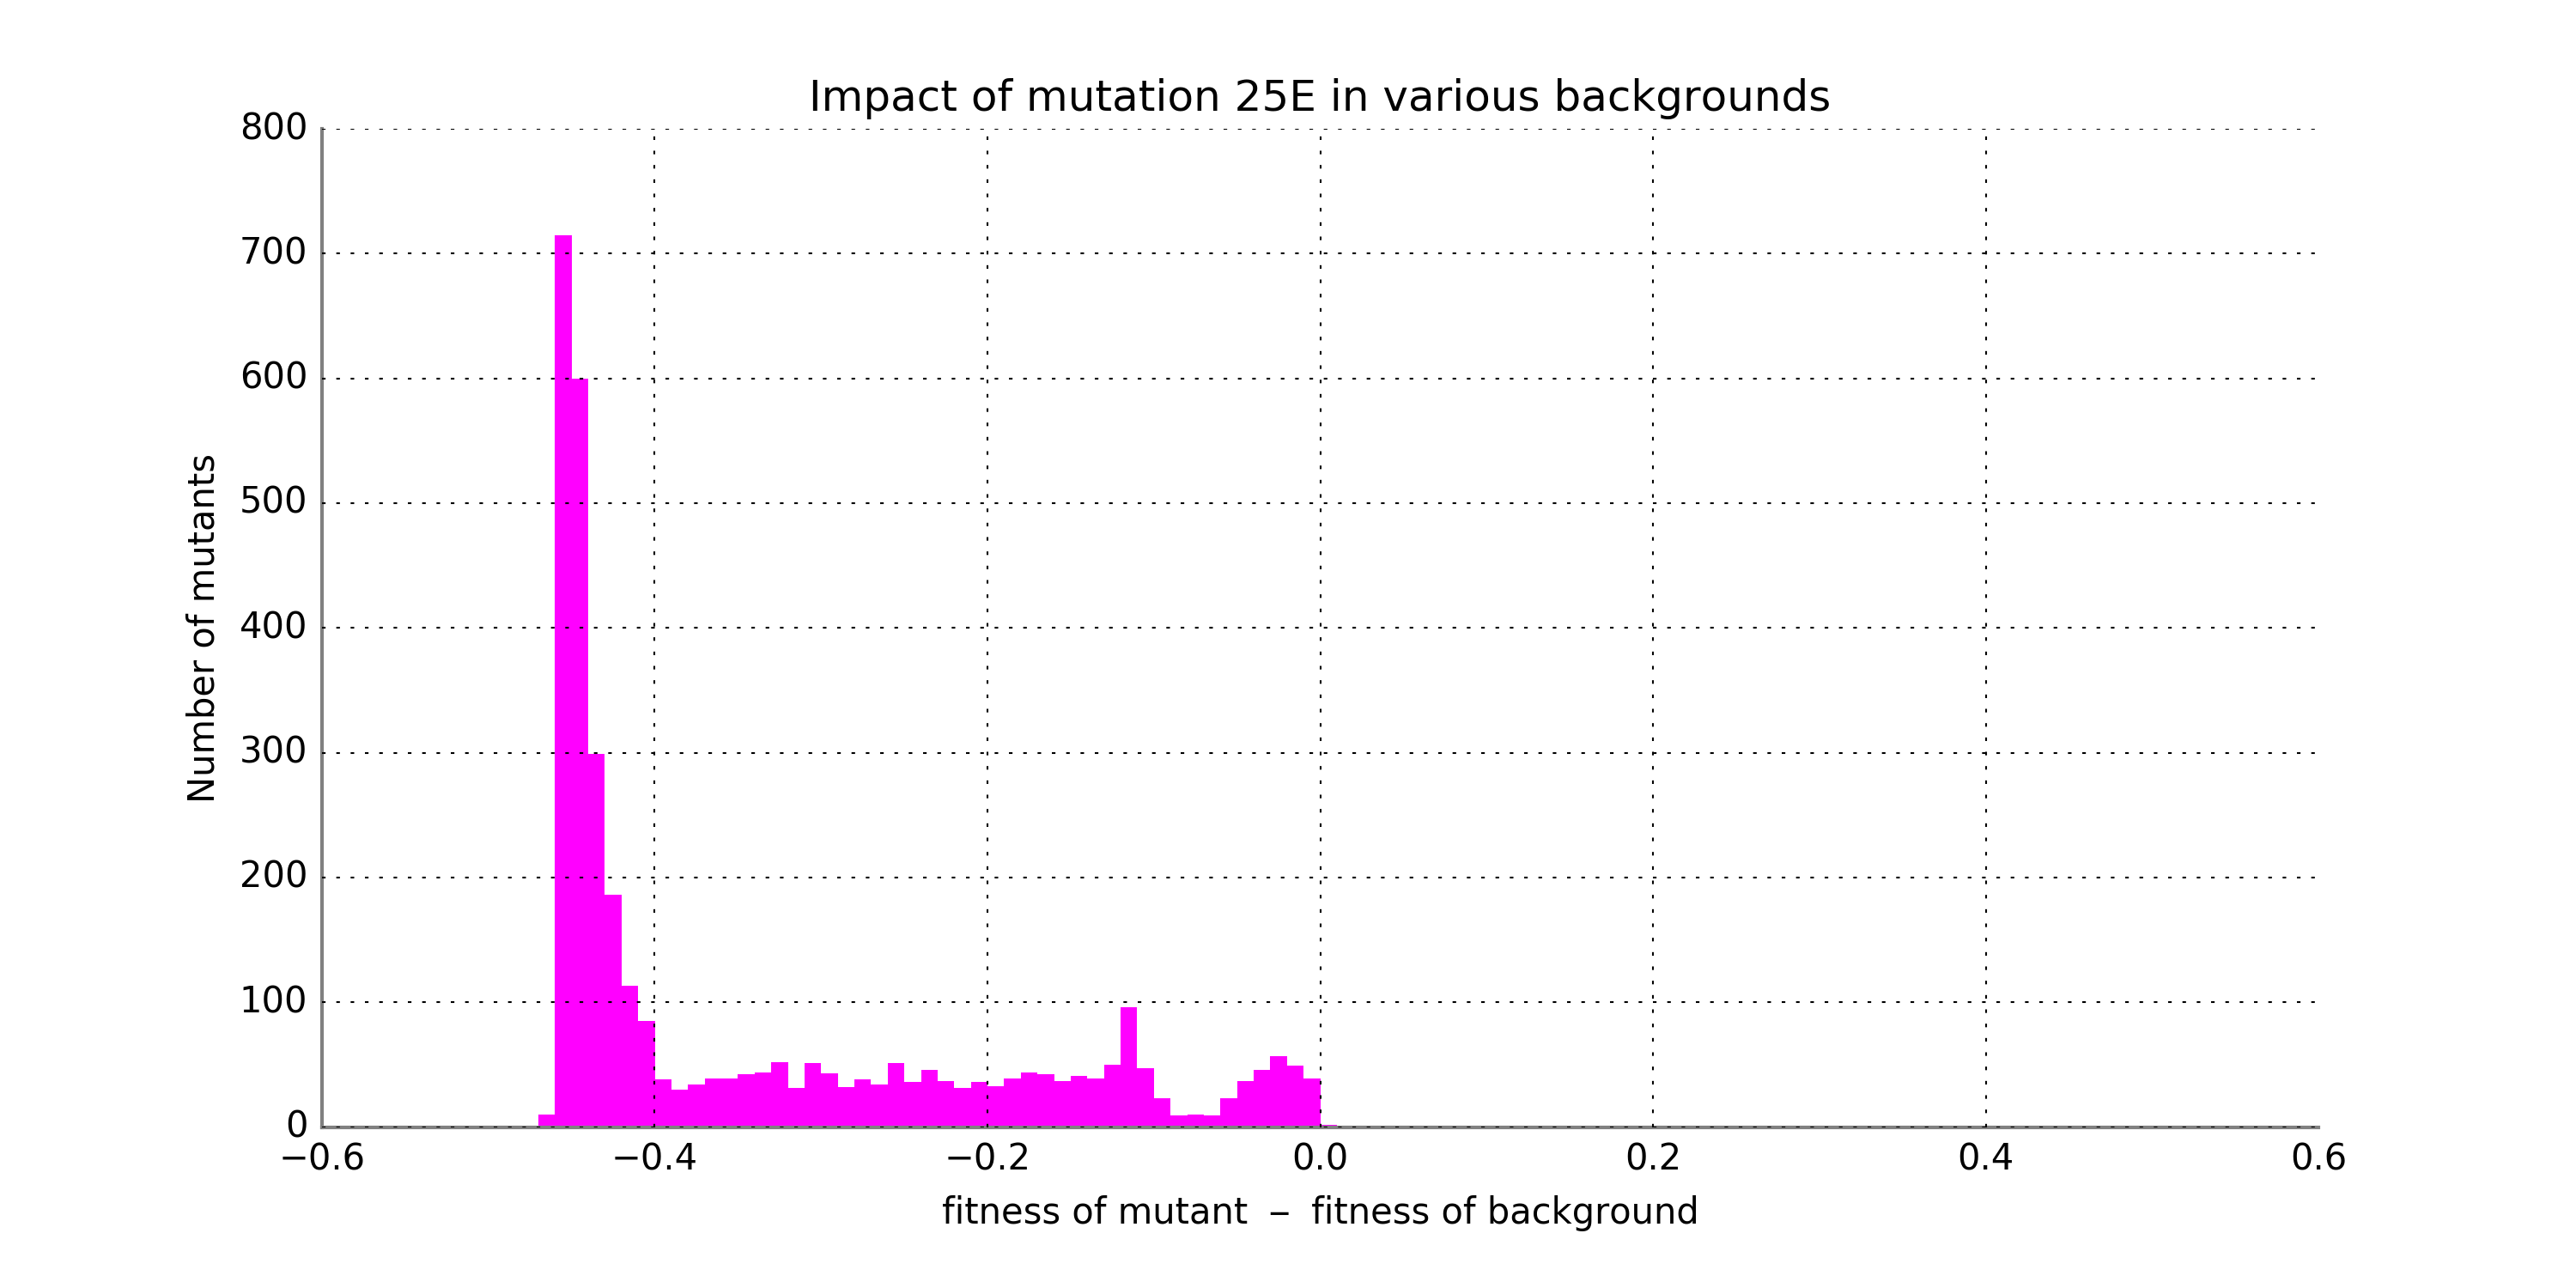 Impact of mutation 25E in various backgrounds
800
700
600
500
400
300
200
100
0
Number of mutants
−0.6 −0.4 −0.2 0.0 0.2 0.4 0.6
fitness of mutant − fitness of background